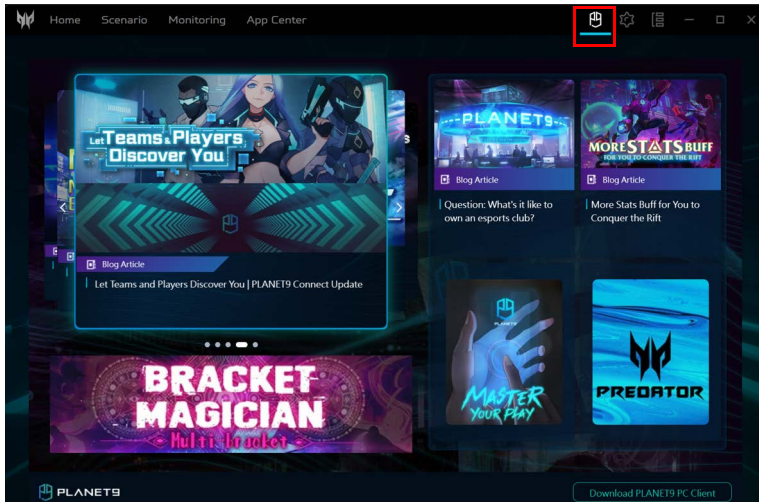 Home Scenario Monitoring App Center
Let Teams & Players
Discover You
Blog Article
Let Teams and Players Discover You | PLANET9 Connect Update
PLANET9
Blog Article
Question: What's it like to
own an esports club?
MORE STATS BUFF
FOR YOU TO CONQUER THE RIFT
Blog Article
More Stats Buff for You to
Conquer the Rift
BRACKET
MAGICIAN
Multi bracket
PLANET9
MASTER
YOUR PLAY
PREDATOR
PLANET9
Download PLANET9 PC Client